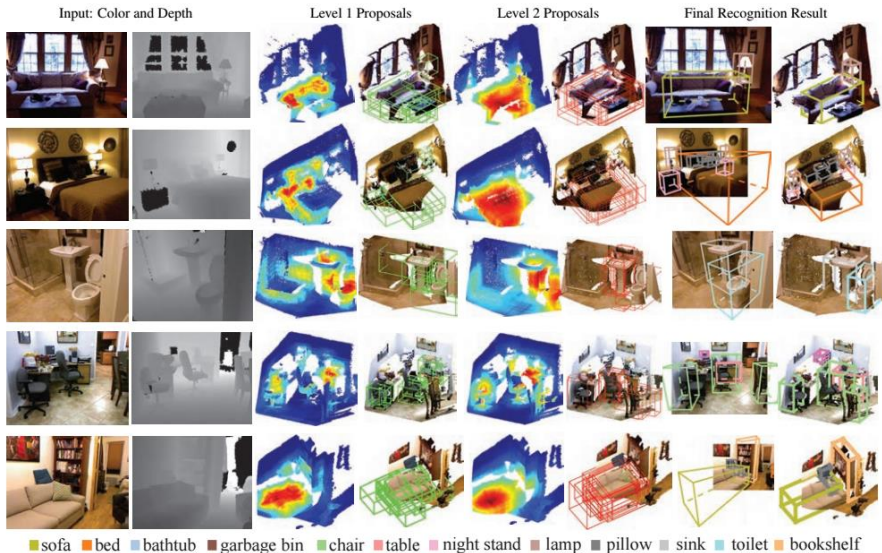 Input: Color and Depth Level 1 Proposals Level 2 Proposals Final Recognition Result
sofa bed bathtub garbage bin chair table night stand lamp pillow sink toilet bookshelf